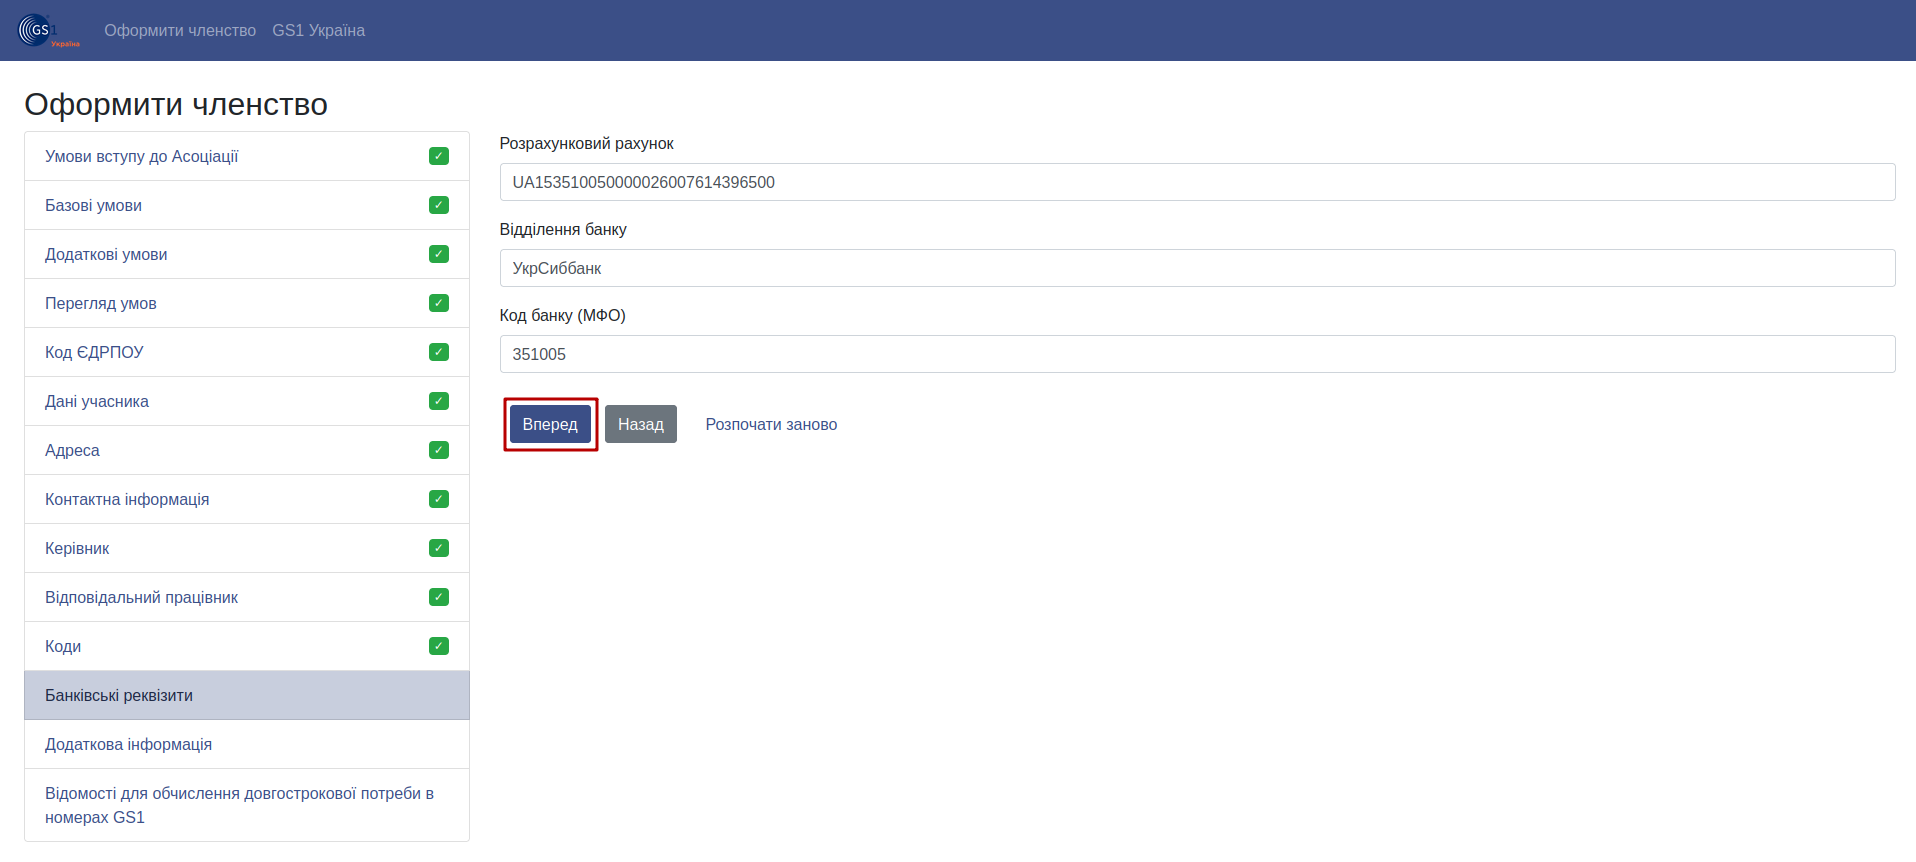 GS1
Україна
Оформити членство
GS1 Україна
Оформити членство
Умови вступу до Асоціації
Базові умови
Додаткові умови
Перегляд умов
Код ЄДРПОУ
Дані учасника
Адреса
Контактна інформація
Керівник
Відповідальний працівник
Коди
Банківські реквізити
Додаткова інформація
Відомості для обчислення довгострокової потреби в
номерах GS1
Розрахунковий рахунок
UA153510050000026007614396500
Відділення банку
УкрСиббанк
Код банку (МФО)
351005
Вперед
Назад
Розпочати заново